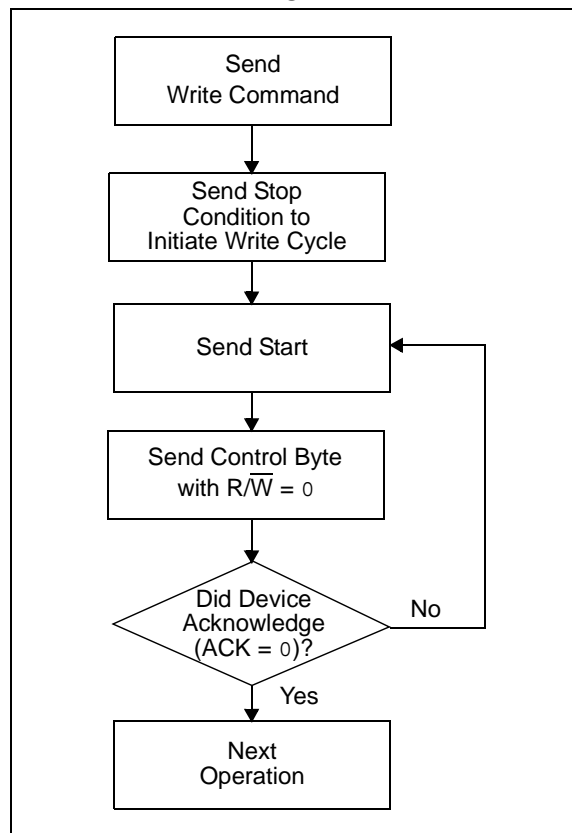 Send
Write Command
Send Stop
Condition to
Initiate Write Cycle
Send Start
Send Control Byte
with R/W̅ = 0
Did Device
Acknowledge
(ACK = 0)?
No
Yes
Next
Operation